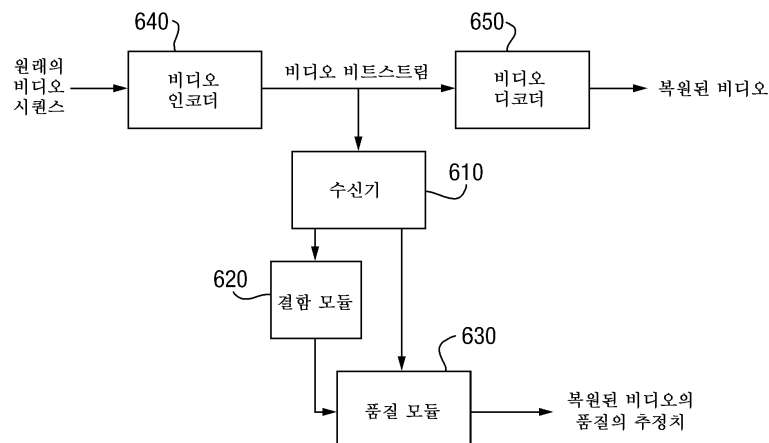 640
650
원래의
비디오
시퀀스
비디오
인코더
비디오 비트스트림
비디오
디코더
복원된 비디오
수신기
610
620
결함 모듈
630
품질 모듈
복원된 비디오의
품질의 추정치